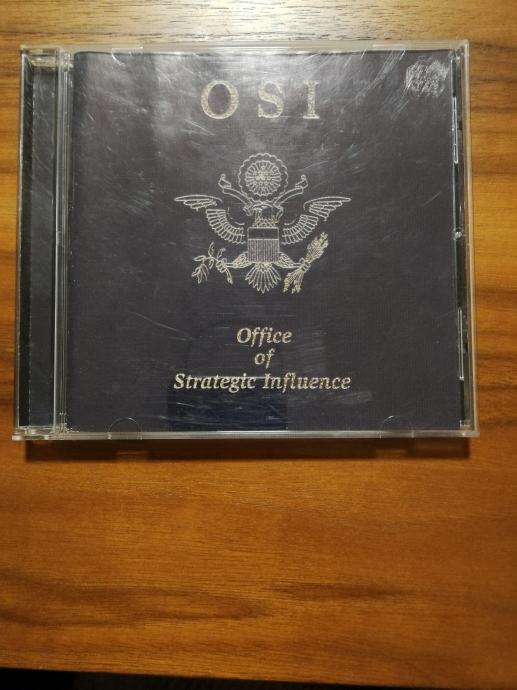 OSI
Office
of
Strategic Influence